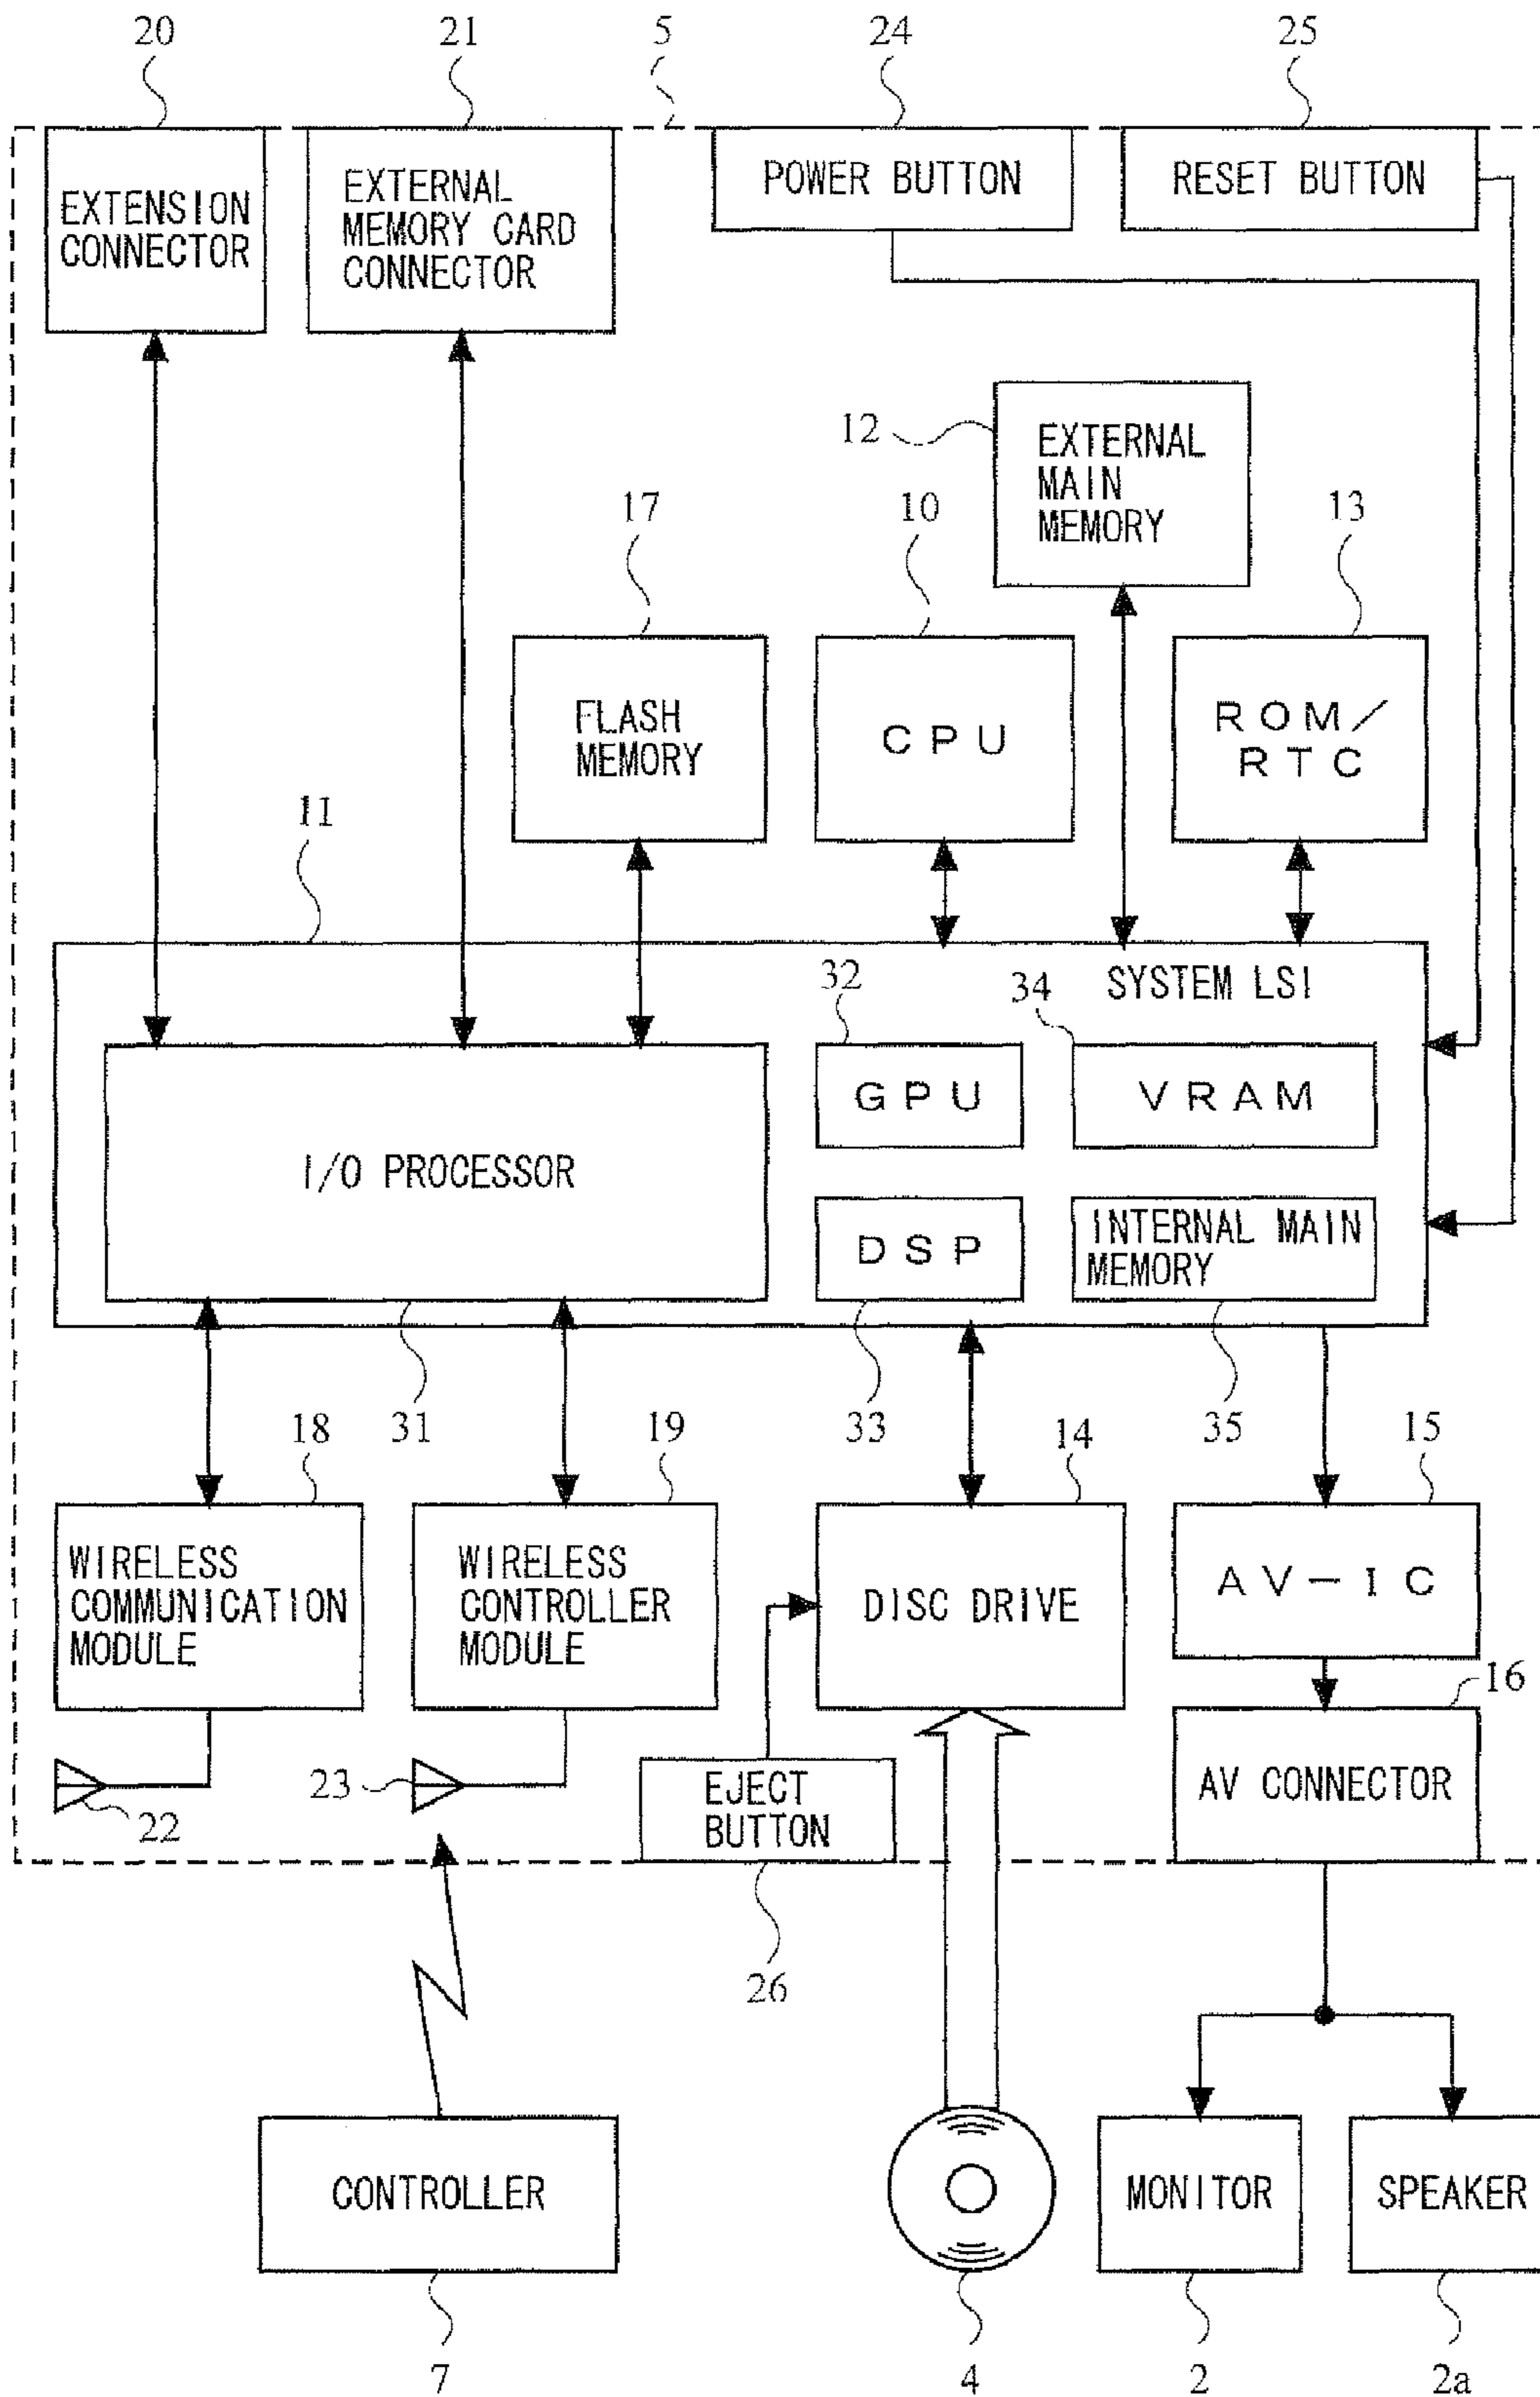 20
21
5
24
25
EXTENSION
CONNECTOR
EXTERNAL
MEMORY CARD
CONNECTOR
POWER BUTTON
RESET BUTTON
12
EXTERNAL
MAIN
MEMORY
17
10
13
FLASH
MEMORY
CPU
ROM/
RTC
11
SYSTEM LSI
32
34
GPU
VRAM
I/O PROCESSOR
DSP
INTERNAL MAIN
MEMORY
31
33
35
18
19
14
15
WIRELESS
COMMUNICATION
MODULE
WIRELESS
CONTROLLER
MODULE
DISC DRIVE
AV-IC
16
22
23
EJECT
BUTTON
AV CONNECTOR
26
CONTROLLER
MONITOR
SPEAKER
7
4
2
2a